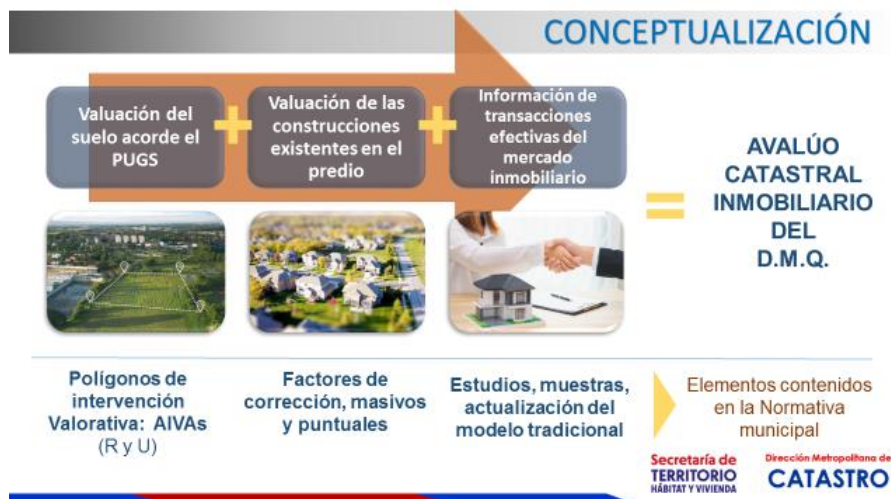 CONCEPTUALIZACIÓN
Valuación del
suelo acorde el
PUGS
+
Valuación de las
construcciones
existentes en el
predio
+
Información de
transacciones
efectivas del
mercado
inmobiliario
=
AVALÚO
CATASTRAL
INMOBILIARIO
DEL
D.M.Q.
Polígonos de
intervención
Valorativa: AIVAs
(R y U)
Factores de
corrección, masivos
y puntuales
Estudios, muestras,
actualización del
modelo tradicional
Elementos contenidos
en la Normativa
municipal
Secretaría de
TERRITORIO
HÁBITAT Y VIVIENDA
Dirección Metropolitana de
CATASTRO